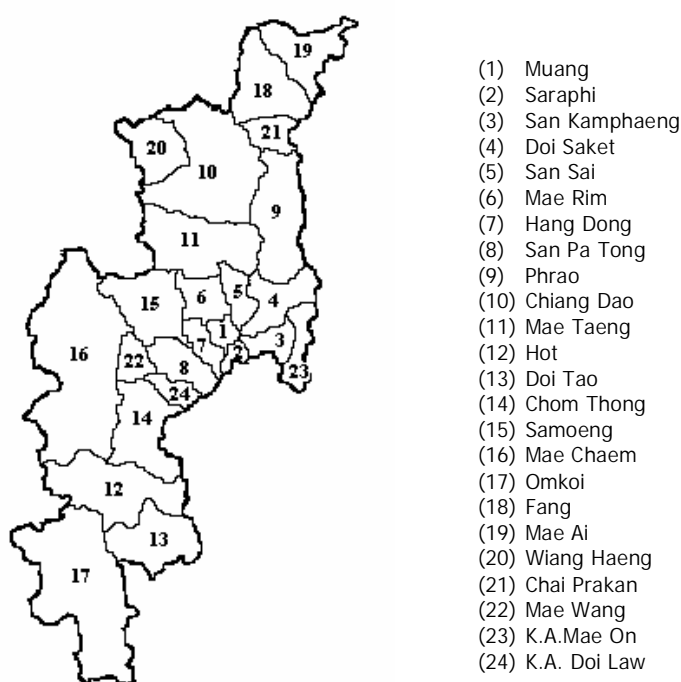 19
18
21
20
10
9
11
6
5
4
15
1
3
7
2
16
22
8
23
24
14
12
13
17
(1) Muang
(2) Saraphi
(3) San Kamphaeng
(4) Doi Saket
(5) San Sai
(6) Mae Rim
(7) Hang Dong
(8) San Pa Tong
(9) Phrao
(10) Chiang Dao
(11) Mae Taeng
(12) Hot
(13) Doi Tao
(14) Chom Thong
(15) Samoeng
(16) Mae Chaem
(17) Omkoi
(18) Fang
(19) Mae Ai
(20) Wiang Haeng
(21) Chai Prakan
(22) Mae Wang
(23) K.A.Mae On
(24) K.A. Doi Law